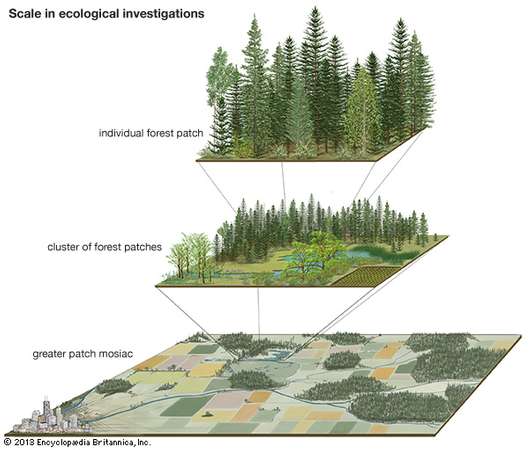 Scale in ecological investigations
individual forest patch
cluster of forest patches
greater patch mosiac
© 2013 Encyclopædia Britannica, Inc.